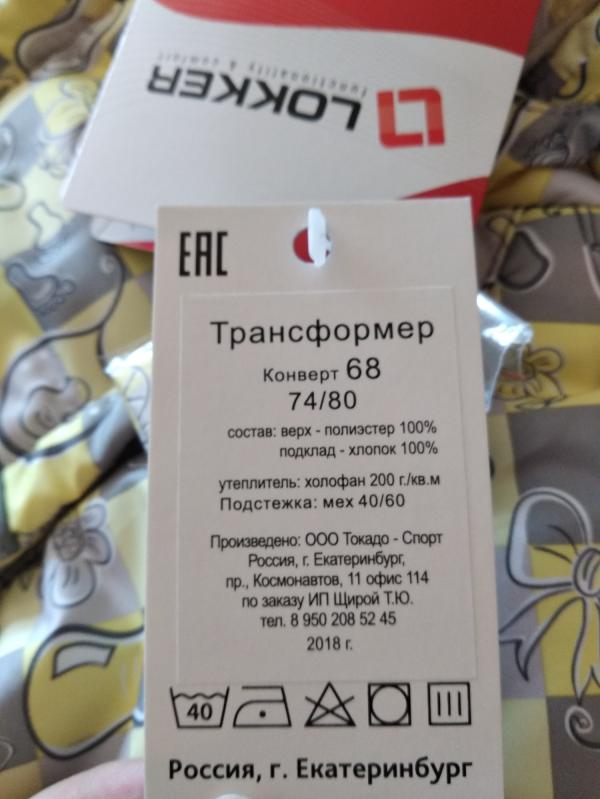 LOKKER
functionality & comfort
EAC
Трансформер
Конверт 68
74/80
состав: верх - полиэстер 100%
подклад - хлопок 100%
утеплитель: холофан 200 г./кв.м
Подстежка: мех 40/60
Произведено: ООО Токадо - Спорт
Россия, г. Екатеринбург,
пр., Космонавтов, 11 офис 114
по заказу ИП Щирой Т.Ю.
тел. 8 950 208 52 45
2018 г.
40
Россия, г. Екатеринбург